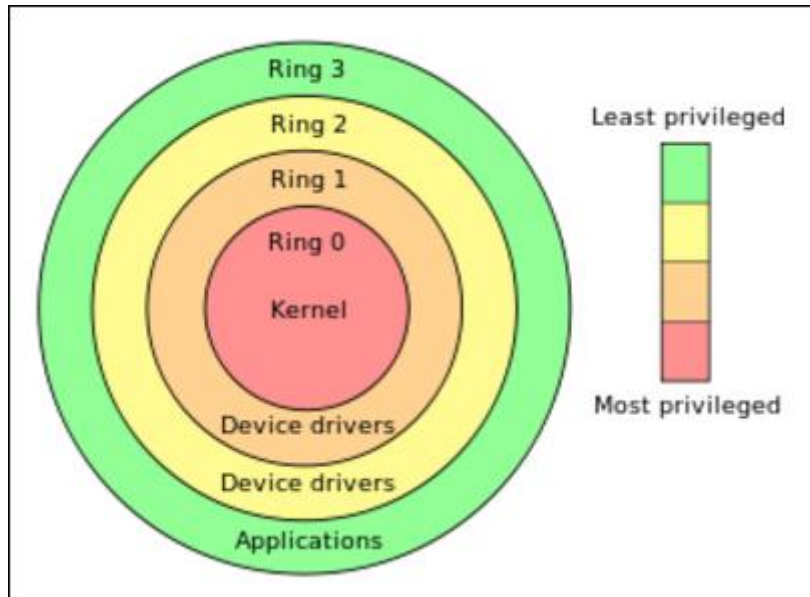 Ring 3
Ring 2
Ring 1
Ring 0
Kernel
Device drivers
Device drivers
Applications
Least privileged
Most privileged